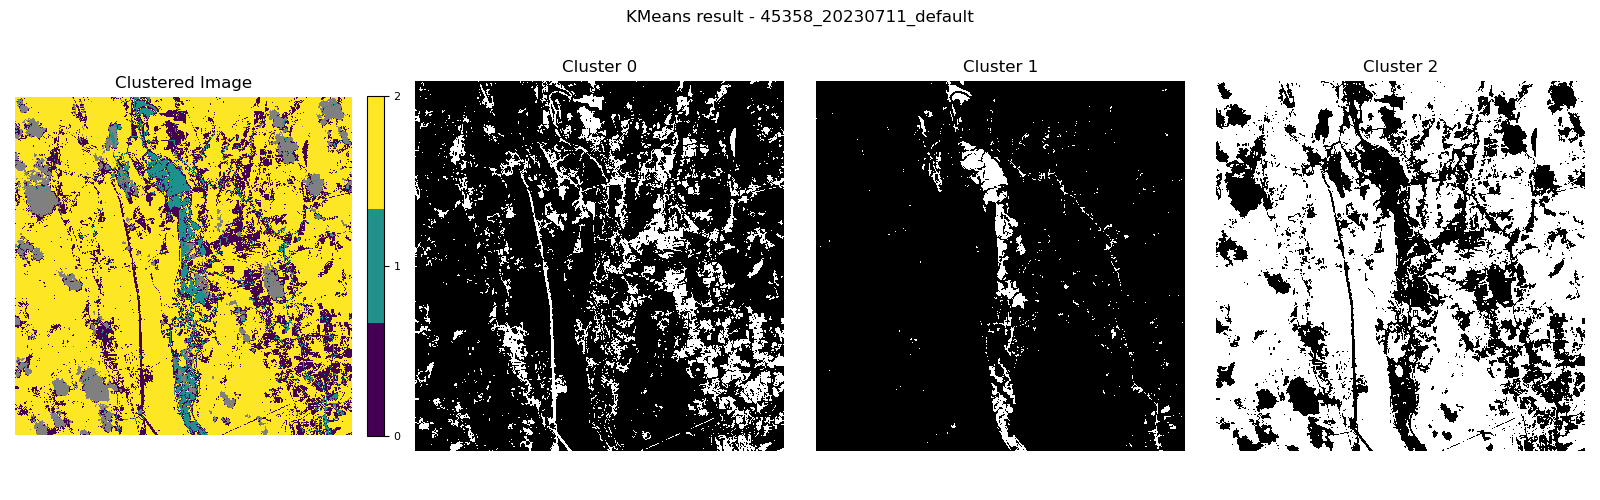 KMeans result - 45358_20230711_default
Clustered Image
Cluster 0
Cluster 1
Cluster 2
2
1
0